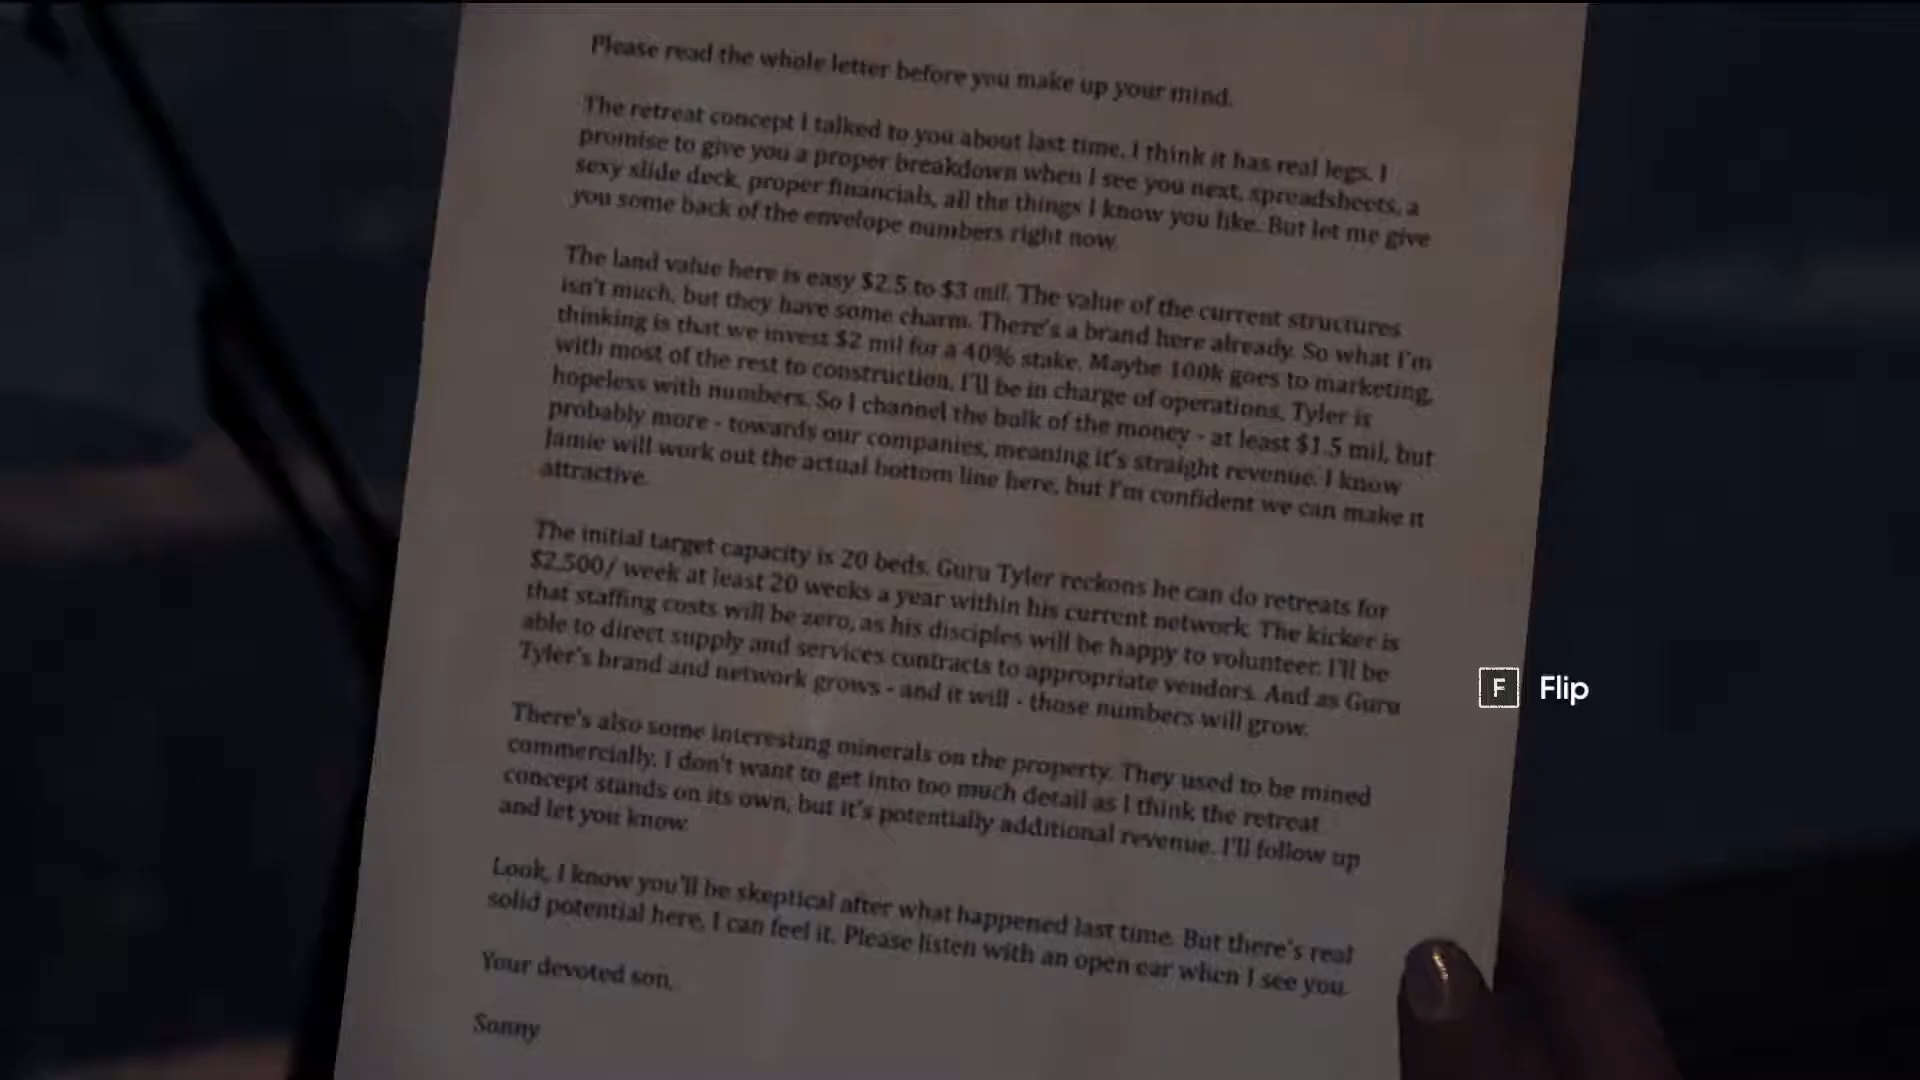 Please read the whole letter before you make up your mind.
The retreat concept I talked to you about last time. I think it has real legs. I
promise to give you a proper breakdown when I see you next, spreadsheets, a
sexy slide deck, proper financials, all the things I know you like. But let me give
you some back of the envelope numbers right now.
The land value here is easy $2.5 to $3 mil. The value of the current structures
isn't much, but they have some charm. There's a brand here already. So what I'm
thinking is that we invest $2 mil for a 40% stake. Maybe 100k goes to marketing,
with most of the rest to construction. I'll be in charge of operations. Tyler is
hopeless with numbers. So I channel the bulk of the money - at least $1.5 mil, but
probably more - towards our companies, meaning it's straight revenue. I know
Jamie will work out the actual bottom line here, but I'm confident we can make it
attractive.
The initial target capacity is 20 beds. Guru Tyler reckons he can do retreats for
$2,500/ week at least 20 weeks a year within his current network. The kicker is
that staffing costs will be zero, as his disciples will be happy to volunteer. I'll be
able to direct supply and services contracts to appropriate vendors. And as Guru
Tyler's brand and network grows - and it will - those numbers will grow.
There's also some interesting minerals on the property. They used to be mined
commercially. I don't want to get into too much detail as I think the retreat
concept stands on its own, but it's potentially additional revenue. I'll follow up
and let you know.
Look, I know you'll be skeptical after what happened last time. But there's real
solid potential here, I can feel it. Please listen with an open ear when I see you.
Your devoted son,
Sonny
F Flip